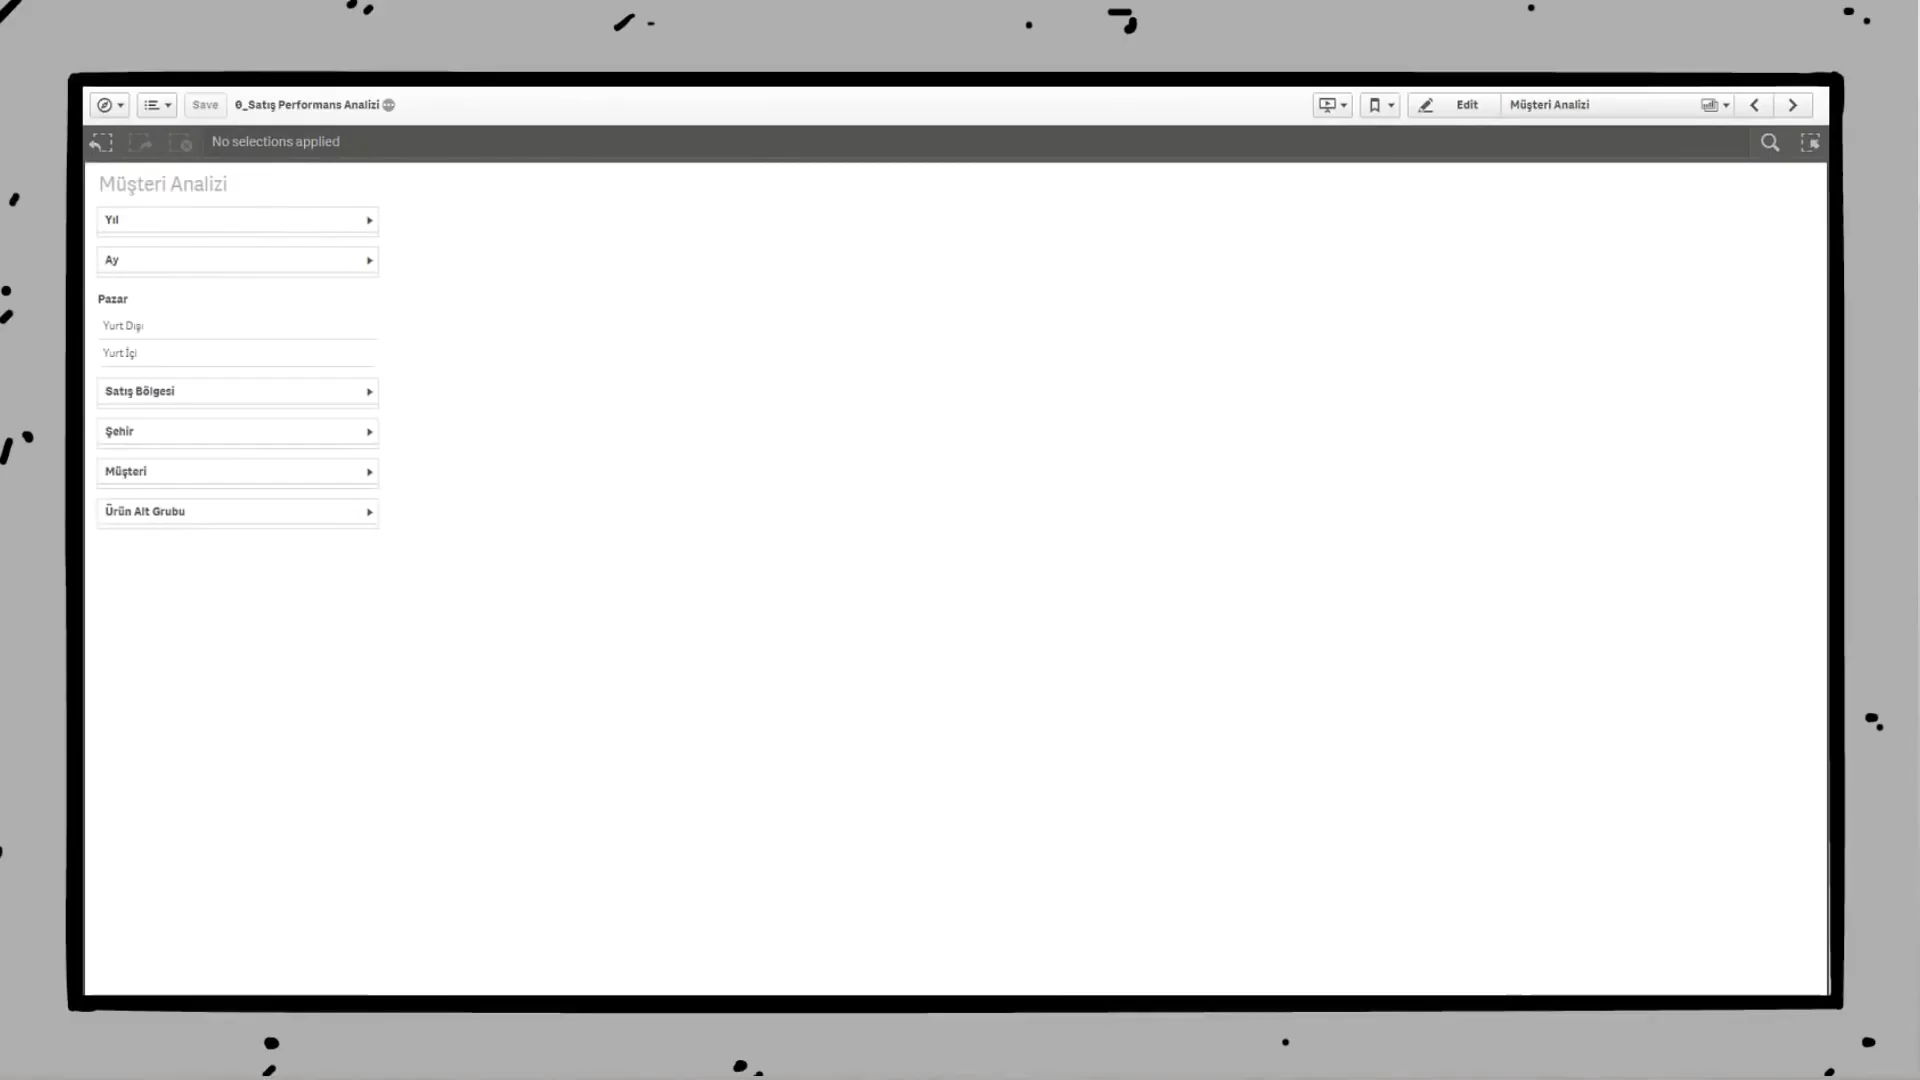 Save 0_Satış Performans Analizi Edit Müşteri Analizi
No selections applied
Müşteri Analizi
Yıl
Ay
Pazar
Yurt Dışı
Yurt İçi
Satış Bölgesi
Şehir
Müşteri
Ürün Alt Grubu